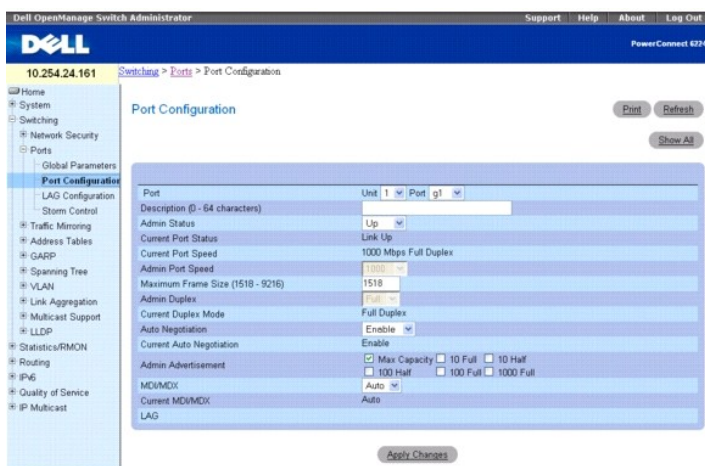 Dell OpenManage Switch Administrator Support Help About Log Out
DELL
PowerConnect 6224
10.254.24.161
Switching > Ports > Port Configuration
Home
System
Switching
Network Security
Ports
Global Parameters
Port Configuration
LAG Configuration
Storm Control
Traffic Mirroring
Address Tables
GARP
Spanning Tree
VLAN
Link Aggregation
Multicast Support
LLDP
Statistics/RMON
Routing
IPv6
Quality of Service
IP Multicast
Port Configuration
Print Refresh
Show All
Port Unit 1 Port g1
Description (0 - 64 characters)
Admin Status Up
Current Port Status Link Up
Current Port Speed 1000 Mbps Full Duplex
Admin Port Speed 1000
Maximum Frame Size (1518 - 9216) 1518
Admin Duplex Full
Current Duplex Mode Full Duplex
Auto Negotiation Enable
Current Auto Negotiation Enable
Admin Advertisement Max Capacity 10 Full 10 Half
100 Half 100 Full 1000 Full
MDI/MDX Auto
Current MDI/MDX Auto
LAG
Apply Changes